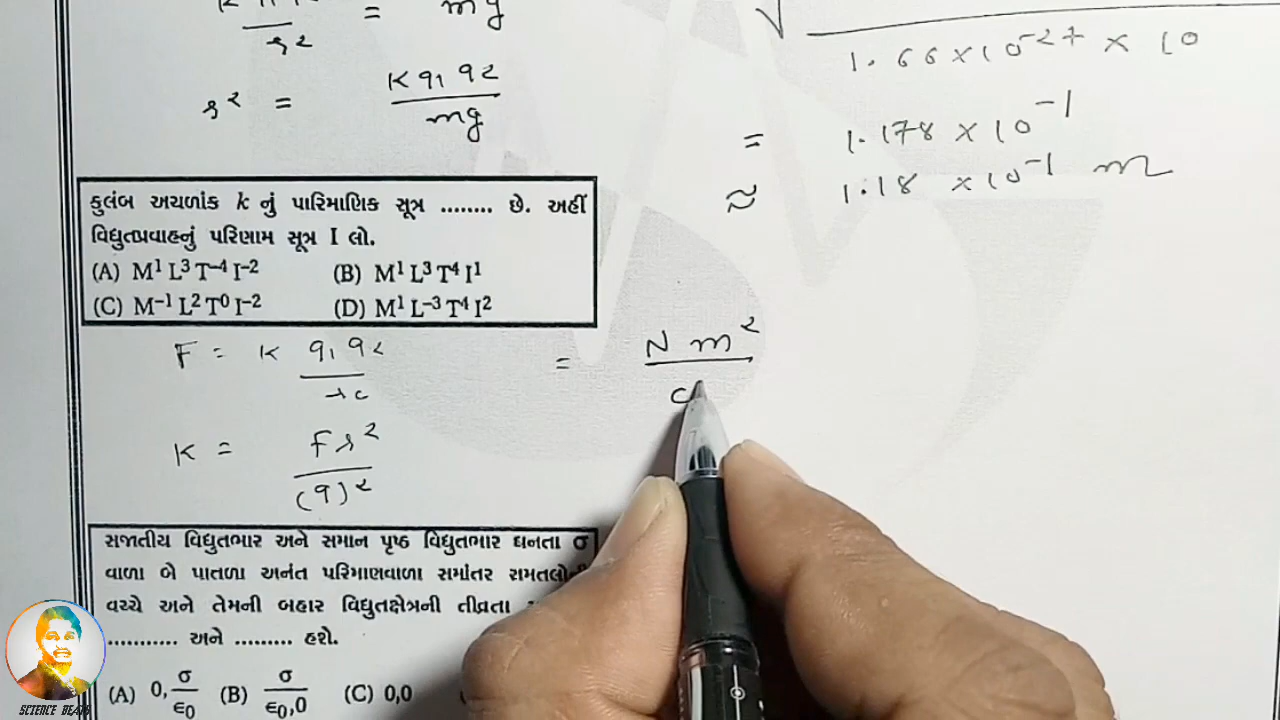 = mg
r²
r² = K q₁ q₂
mg
1.66×10⁻²⁷ × 10
= 1.178 × 10⁻¹
≈ 1.18 ×10⁻¹ m
કુલંબ અચળાંક k નું પારિમાણિક સૂત્ર ........ છે. અહીં
વિદ્યુતપ્રવાહનું પરિણામ સૂત્ર I લો.
(A) M¹ L³ T⁻⁴ I⁻² (B) M¹ L³ T⁴ I¹
(C) M⁻¹ L² T⁰ I⁻² (D) M¹ L⁻³ T⁴ I²
F = K q₁ q₂
= N m²
c
K = F r²
(q)²
સજાતીય વિદ્યુતભાર અને સમાન પૃષ્ઠ વિદ્યુતભાર ઘનતા σ
વાળા બે પાતળા અનંત પરિમાણવાળા સમાંતર સમતલોની
વચ્ચે અને તેમની બહાર વિદ્યુતક્ષેત્રની તીવ્રતા
........... અને ......... હશે.
(A) 0, σ/ε₀ (B) σ/ε₀,0 (C) 0,0
SCIENCE BEATS